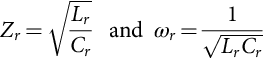 Z_r = √(L_r/C_r) and ω_r = 1/√(L_r C_r)